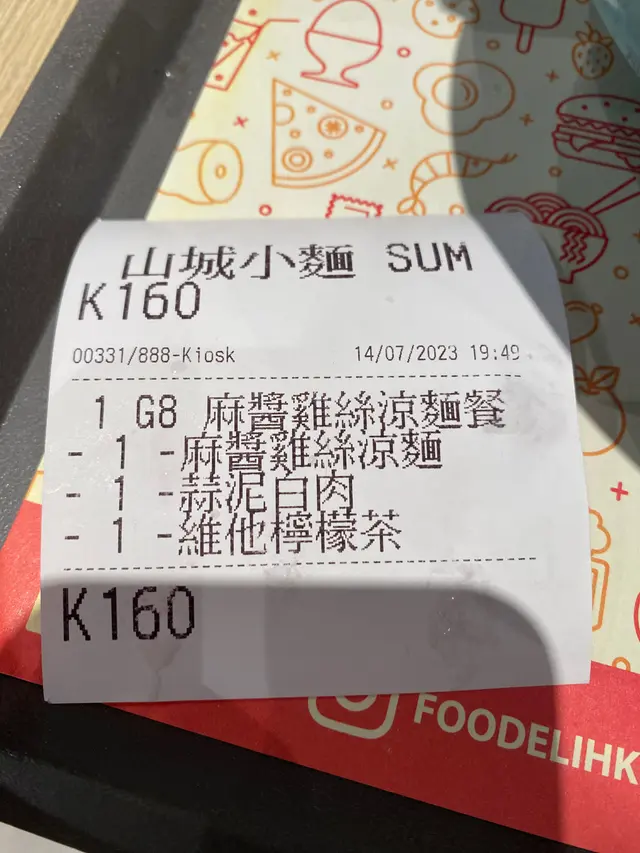 山城小麵 SUM
K160
00331/888-Kiosk 14/07/2023 19:49
1 G8 麻醬雞絲涼麵餐
- 1 -麻醬雞絲涼麵
- 1 -蒜泥白肉
- 1 -維他檸檬茶
K160
FOODELIHK